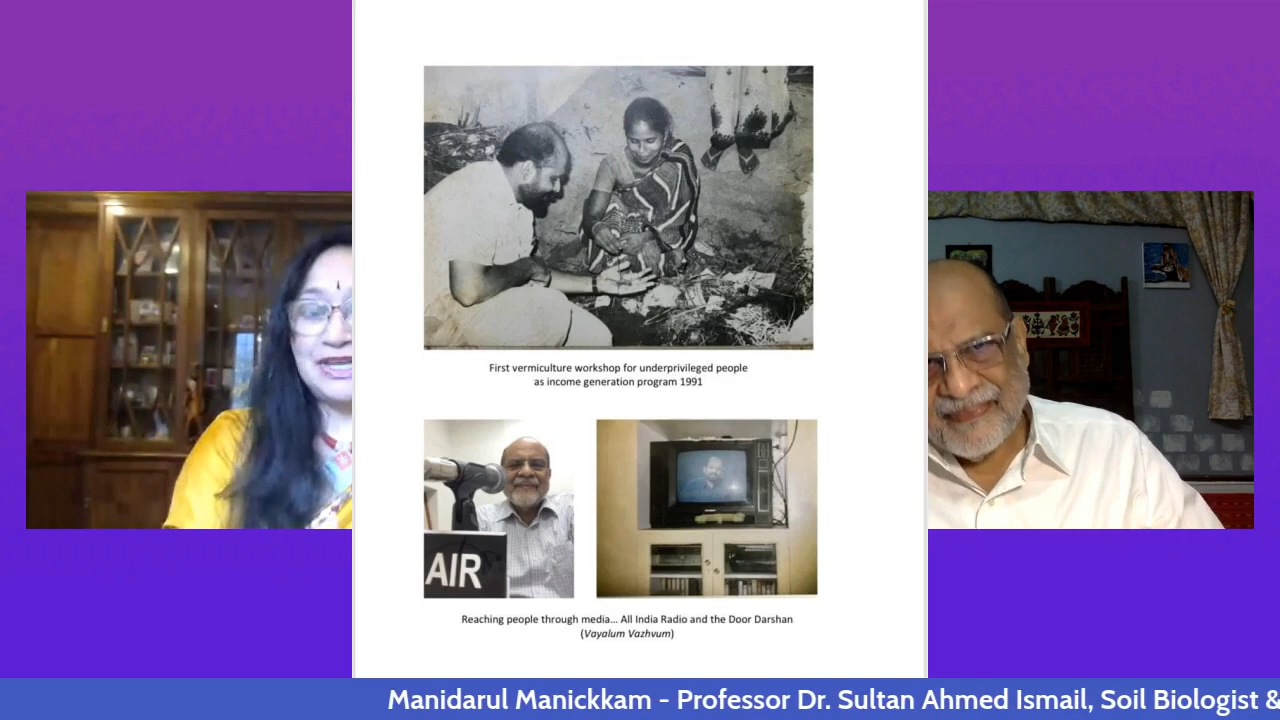 First vermiculture workshop for underprivileged people
as income generation program 1991
AIR
Reaching people through media... All India Radio and the Door Darshan
(Vayalum Vazhvum)
Manidarul Manickkam - Professor Dr. Sultan Ahmed Ismail, Soil Biologist &